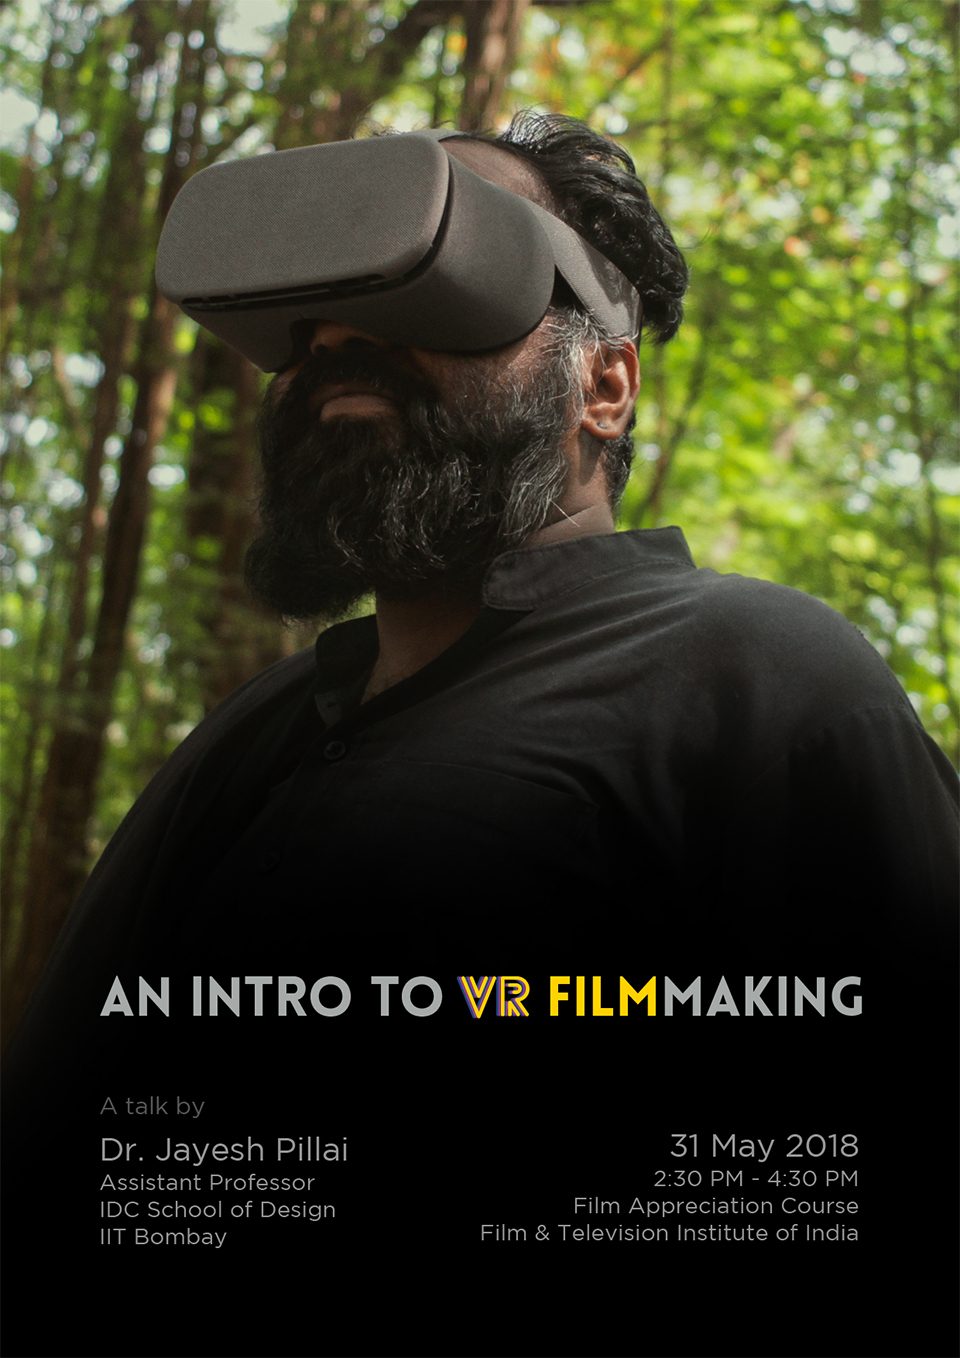 AN INTRO TO VR FILMMAKING
A talk by
Dr. Jayesh Pillai
Assistant Professor
IDC School of Design
IIT Bombay
31 May 2018
2:30 PM - 4:30 PM
Film Appreciation Course
Film & Television Institute of India